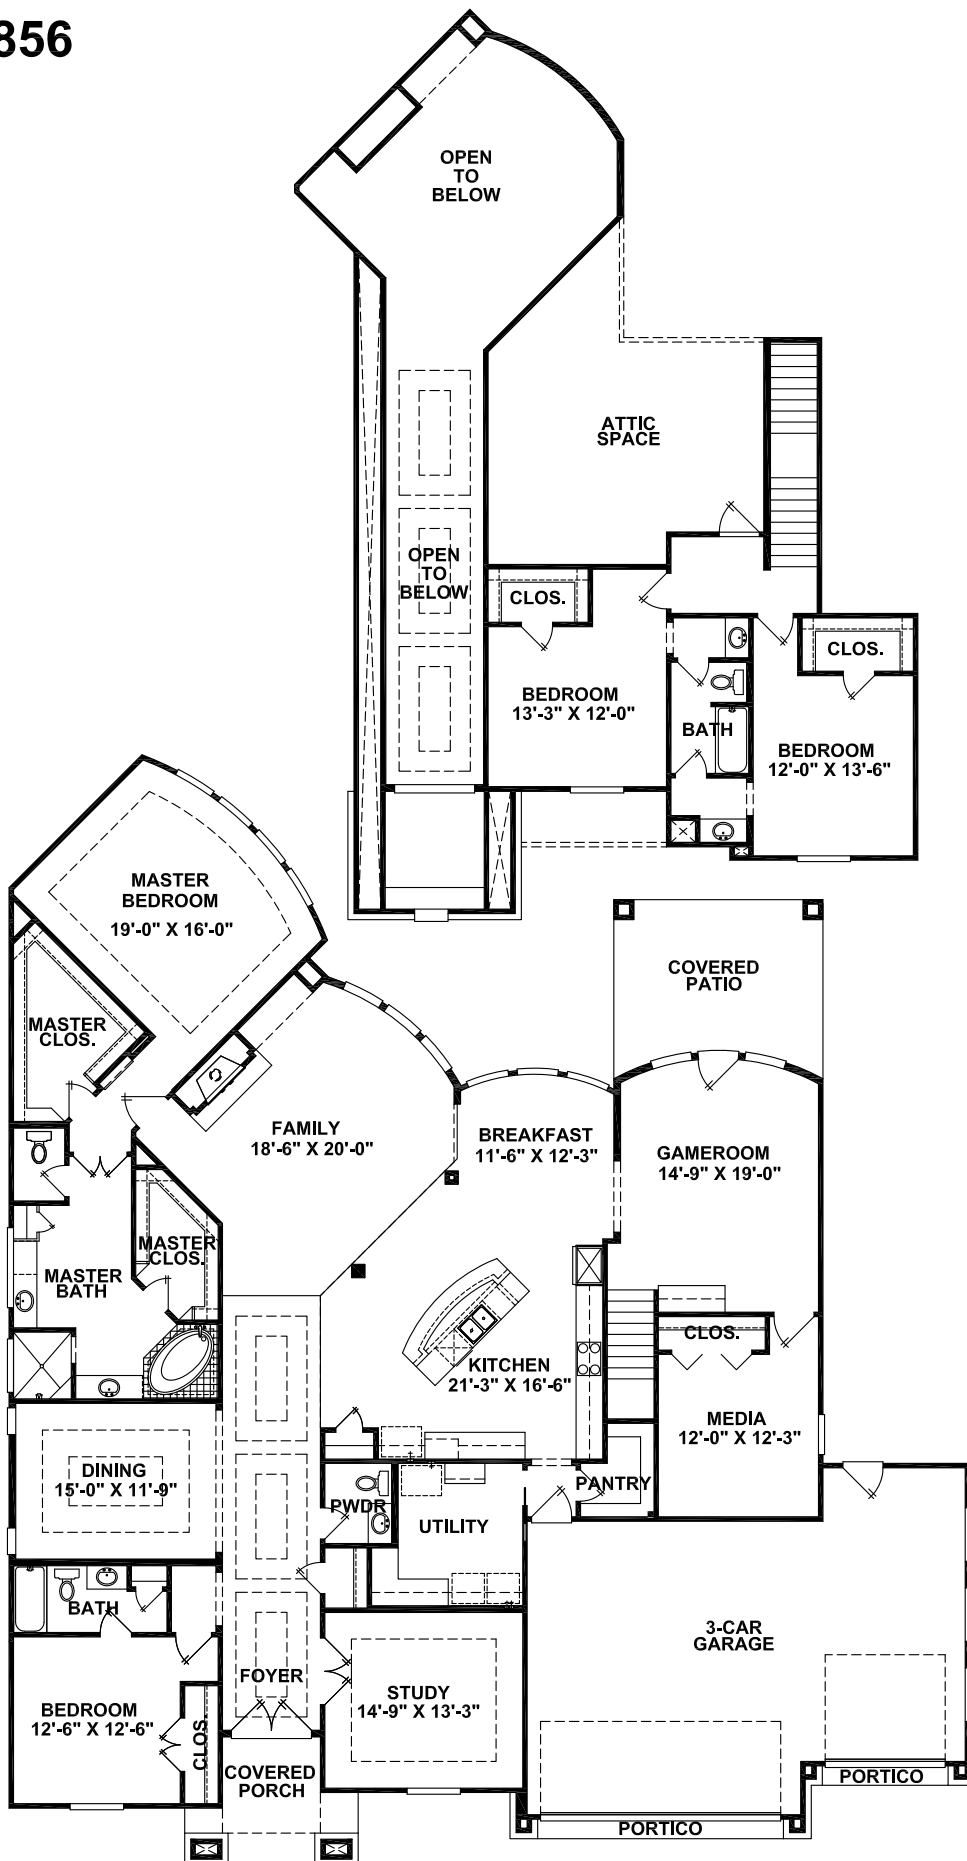 856
OPEN
TO
BELOW
ATTIC
SPACE
OPEN
TO
BELOW
CLOS.
CLOS.
BEDROOM
13'-3" X 12'-0"
BATH
BEDROOM
12'-0" X 13'-6"
MASTER
BEDROOM
19'-0" X 16'-0"
COVERED
PATIO
MASTER
CLOS.
FAMILY
18'-6" X 20'-0"
BREAKFAST
11'-6" X 12'-3"
GAMEROOM
14'-9" X 19'-0"
MASTER
CLOS.
MASTER
BATH
CLOS.
KITCHEN
21'-3" X 16'-6"
MEDIA
12'-0" X 12'-3"
DINING
15'-0" X 11'-9"
PANTRY
PWDR
UTILITY
BATH
3-CAR
GARAGE
FOYER
STUDY
14'-9" X 13'-3"
BEDROOM
12'-6" X 12'-6"
CLOS.
COVERED
PORCH
PORTICO
PORTICO